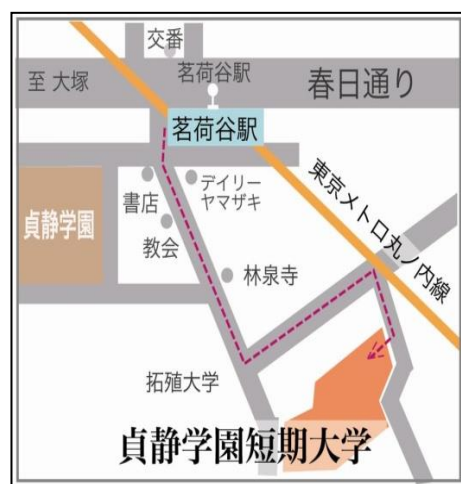 交番
至 大塚
茗荷谷駅
春日通り
茗荷谷駅
書店
デイリー
ヤマザキ
東京メトロ丸ノ内線
貞静学園
教会
林泉寺
拓殖大学
貞静学園短期大学